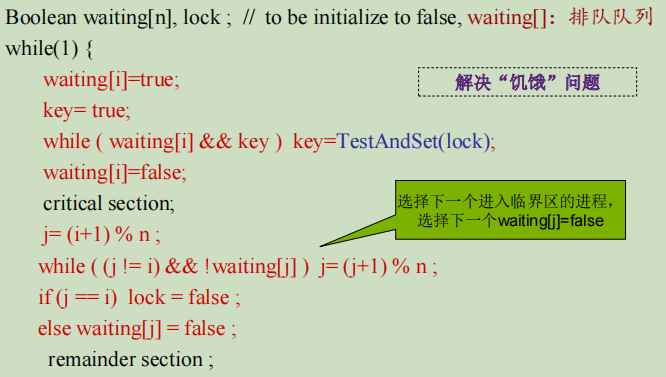 Boolean waiting[n], lock ; // to be initialize to false, waiting[]：排队队列
while(1) {
waiting[i]=true;
解决“饥饿”问题
key= true;
while ( waiting[i] && key ) key=TestAndSet(lock);
waiting[i]=false;
critical section;
选择下一个进入临界区的进程，
选择下一个waiting[j]=false
j= (i+1) % n ;
while ( (j != i) && !waiting[j] ) j= (j+1) % n ;
if (j == i) lock = false ;
else waiting[j] = false ;
remainder section ;